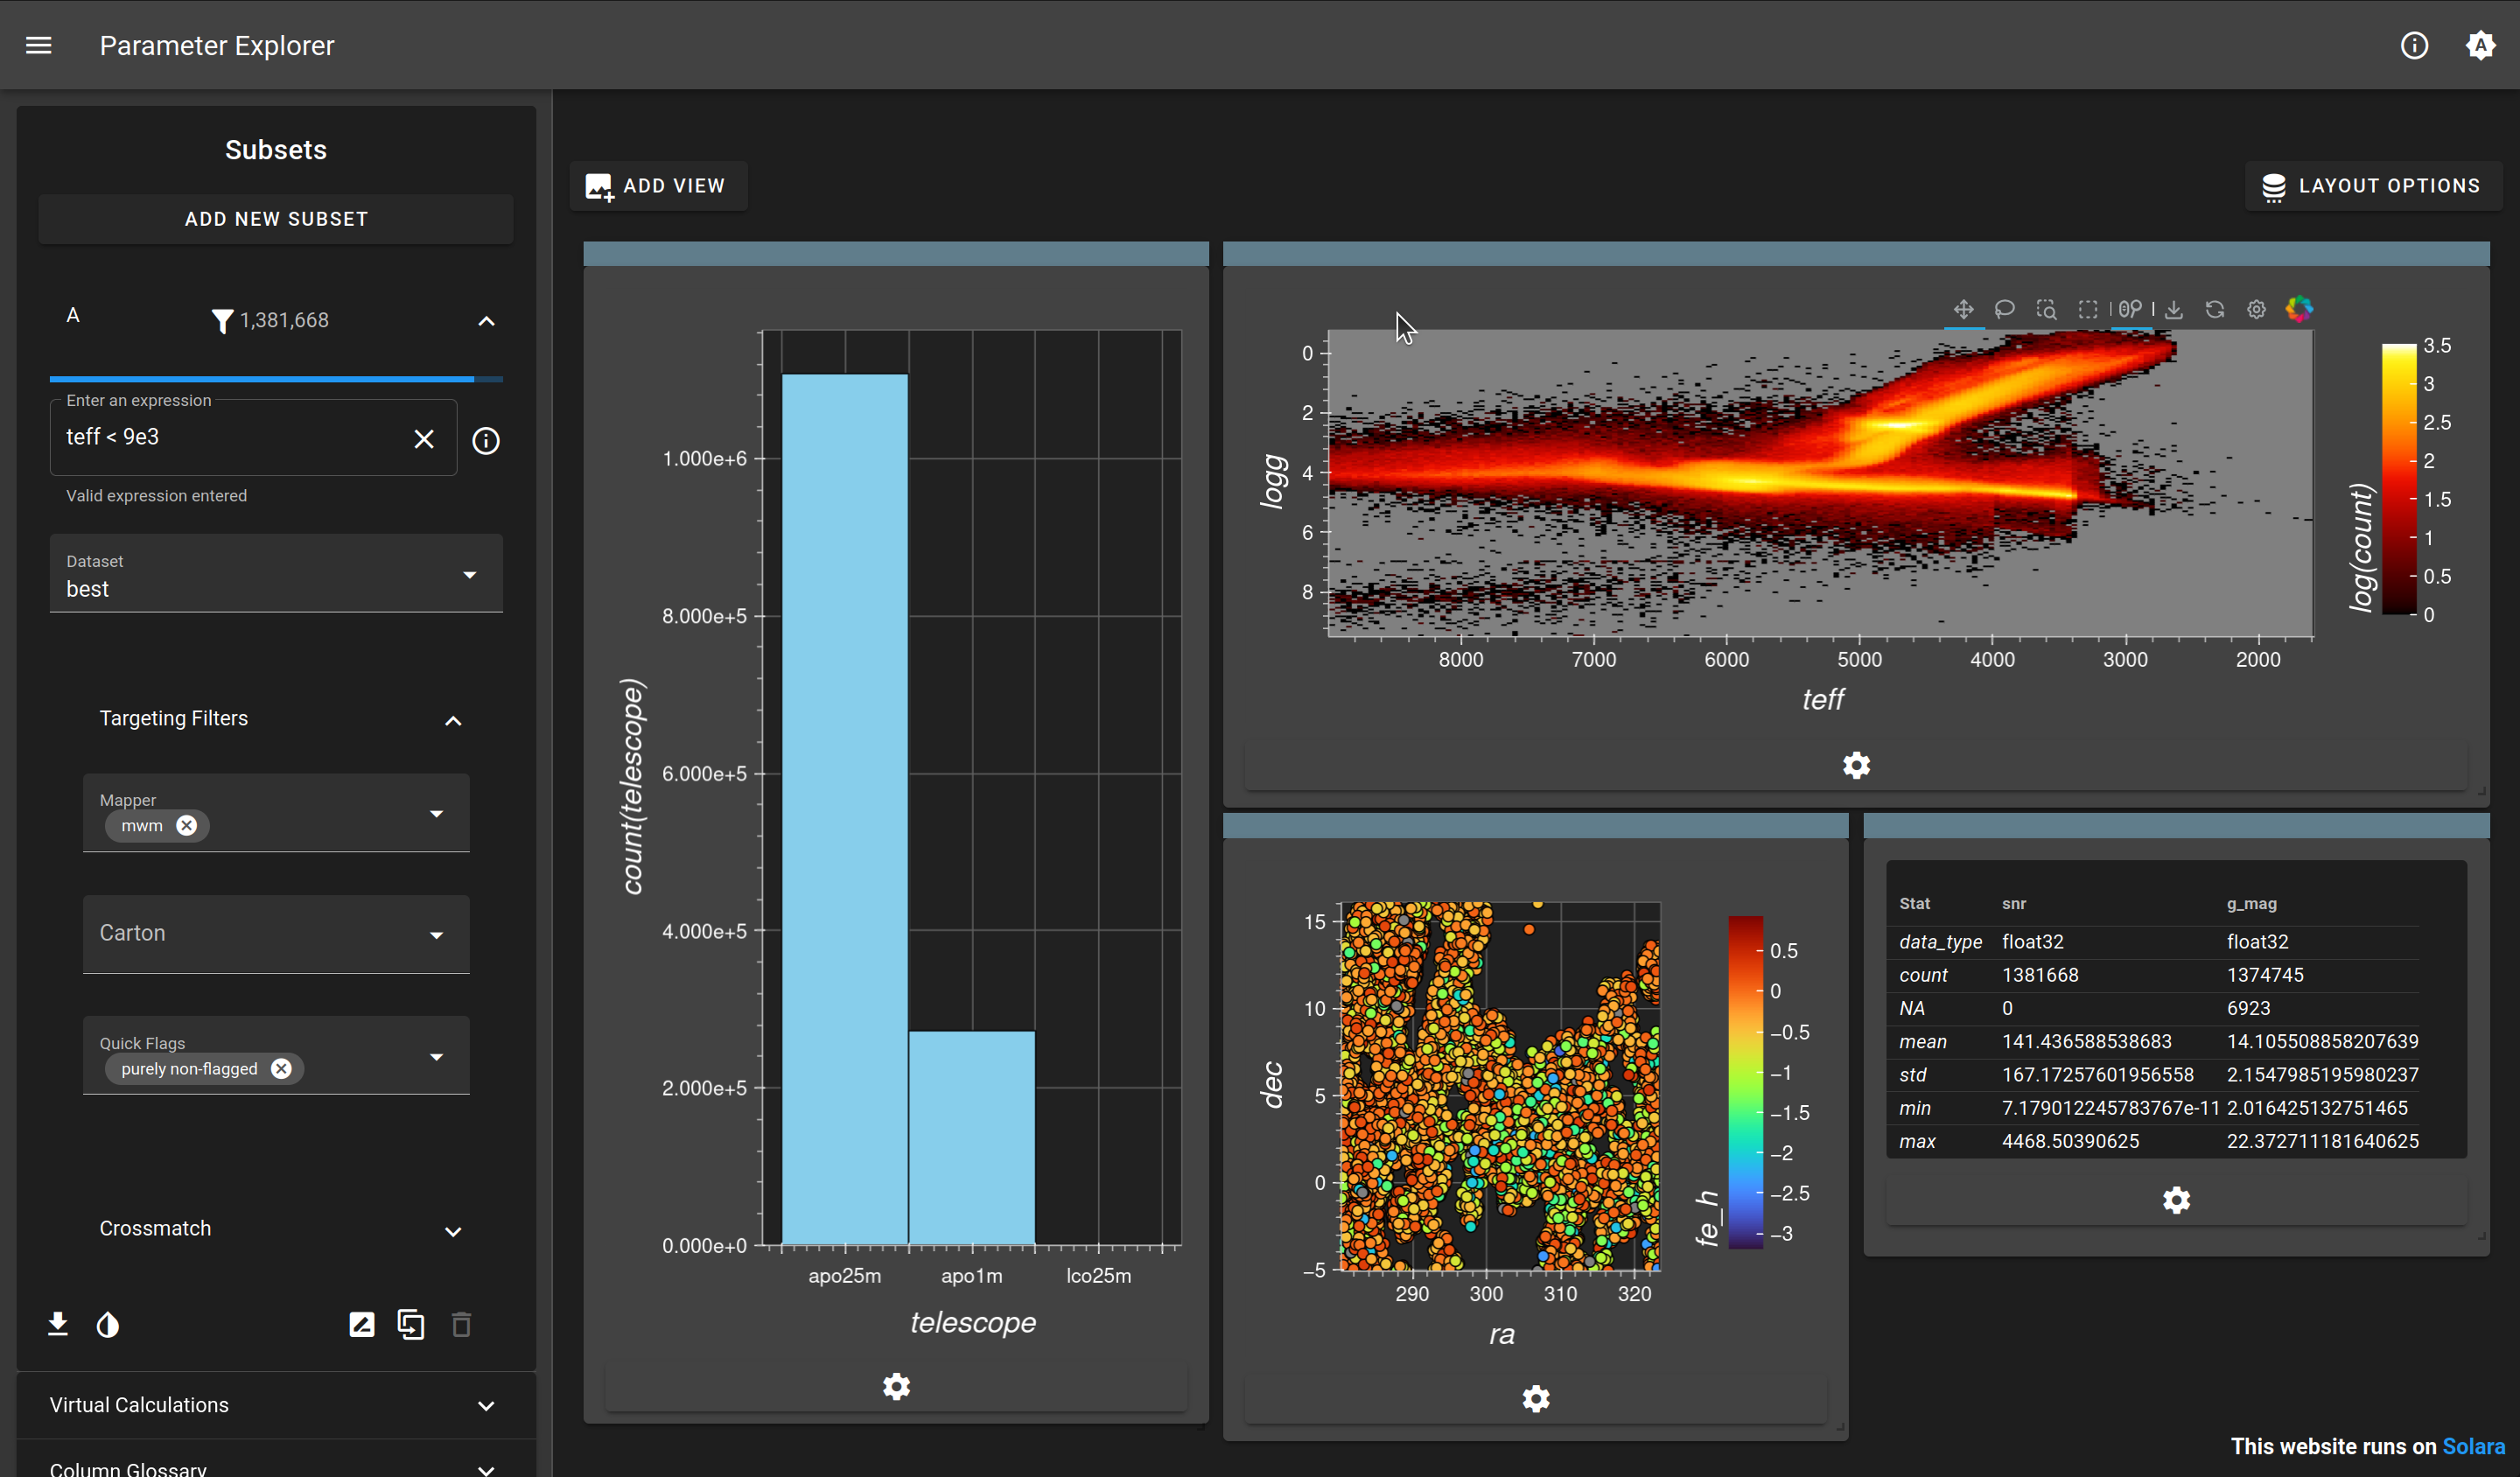 Parameter Explorer
A
Subsets
ADD NEW SUBSET
A
1,381,668
Enter an expression
teff < 9e3
Valid expression entered
Dataset
best
Targeting Filters
Mapper
mwm
Carton
Quick Flags
purely non-flagged
Crossmatch
Virtual Calculations
Column Glossary
ADD VIEW
LAYOUT OPTIONS
count(telescope)
1.000e+6
8.000e+5
6.000e+5
4.000e+5
2.000e+5
0.000e+0
apo25m apo1m lco25m
telescope
logg
0
2
4
6
8
8000 7000 6000 5000 4000 3000 2000
teff
log(count)
3.5
3
2.5
2
1.5
1
0.5
0
dec
15
10
5
0
−5
290 300 310 320
ra
fe_h
0.5
0
−0.5
−1
−1.5
−2
−2.5
−3
Stat snr g_mag
data_type float32 float32
count 1381668 1374745
NA 0 6923
mean 141.436588538683 14.105508858207639
std 167.17257601956558 2.1547985195980237
min 7.179012245783767e-11 2.016425132751465
max 4468.50390625 22.372711181640625
This website runs on Solara